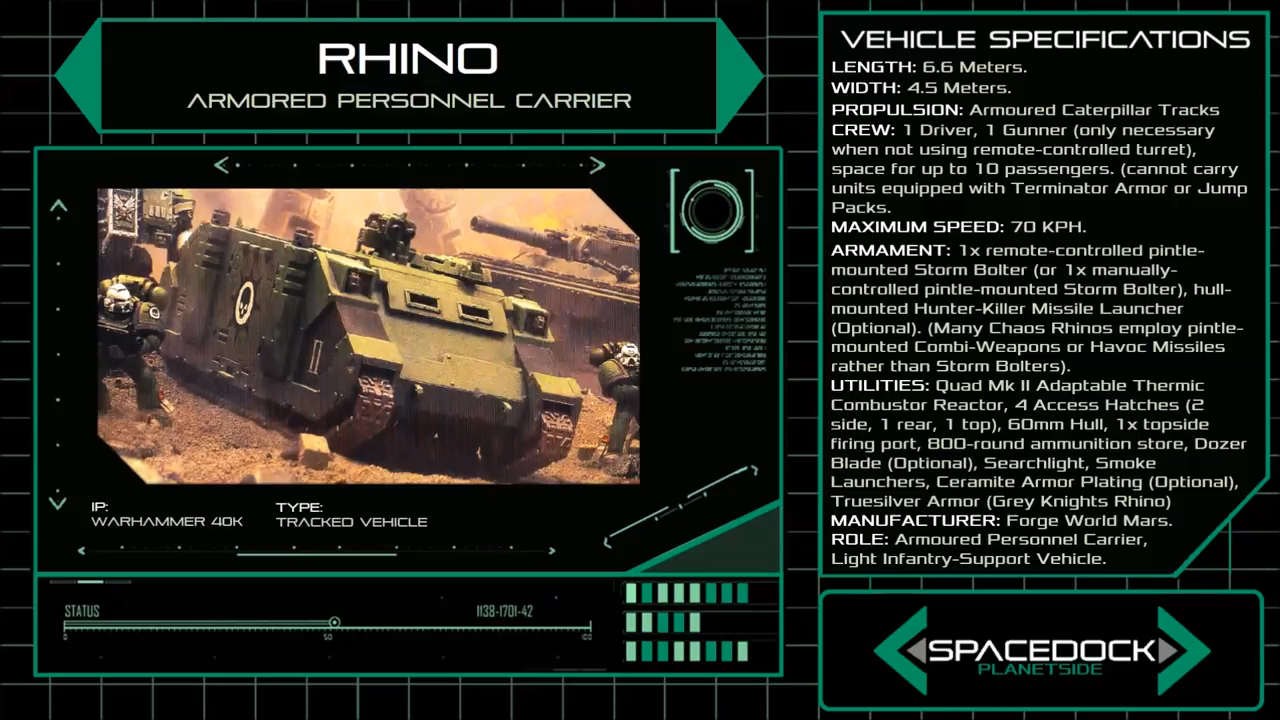 RHINO
ARMORED PERSONNEL CARRIER
IP:
WARHAMMER 40K
TYPE:
TRACKED VEHICLE
STATUS
1138-1701-42
0
50
100
VEHICLE SPECIFICATIONS
LENGTH: 6.6 Meters.
WIDTH: 4.5 Meters.
PROPULSION: Armoured Caterpillar Tracks
CREW: 1 Driver, 1 Gunner (only necessary
when not using remote-controlled turret),
space for up to 10 passengers. (cannot carry
units equipped with Terminator Armor or Jump
Packs.
MAXIMUM SPEED: 70 KPH.
ARMAMENT: 1x remote-controlled pintle-
mounted Storm Bolter (or 1x manually-
controlled pintle-mounted Storm Bolter), hull-
mounted Hunter-Killer Missile Launcher
(Optional). (Many Chaos Rhinos employ pintle-
mounted Combi-Weapons or Havoc Missiles
rather than Storm Bolters).
UTILITIES: Quad Mk II Adaptable Thermic
Combustor Reactor, 4 Access Hatches (2
side, 1 rear, 1 top), 60mm Hull, 1x topside
firing port, 800-round ammunition store, Dozer
Blade (Optional), Searchlight, Smoke
Launchers, Ceramite Armor Plating (Optional),
Truesilver Armor (Grey Knights Rhino)
MANUFACTURER: Forge World Mars.
ROLE: Armoured Personnel Carrier,
Light Infantry-Support Vehicle.
SPACEDOCK
PLANETSIDE